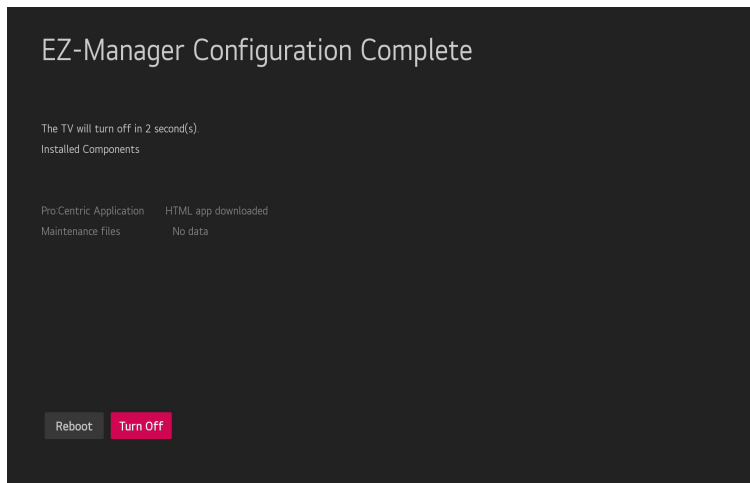 EZ-Manager Configuration Complete
The TV will turn off in 2 second(s).
Installed Components
Pro:Centric Application HTML app downloaded
Maintenance files No data
Reboot Turn Off